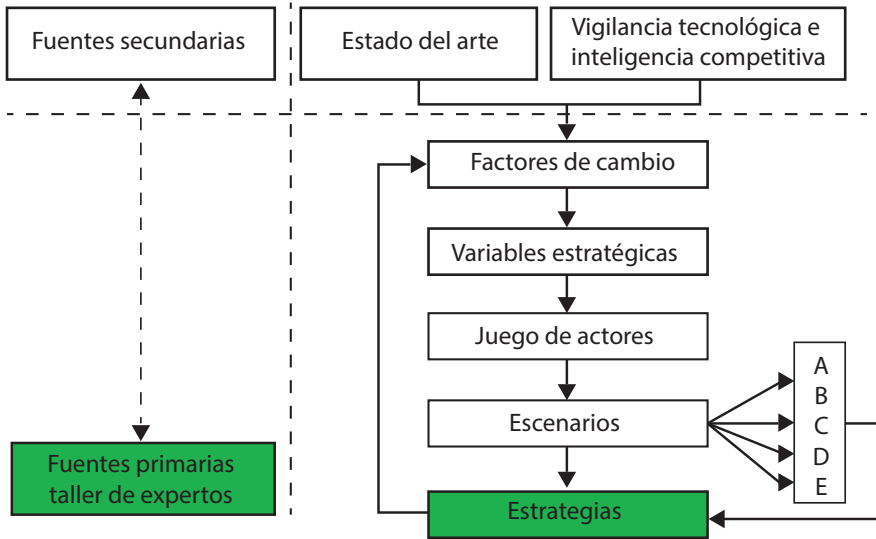 Fuentes secundarias
Estado del arte
Vigilancia tecnológica e
inteligencia competitiva
Factores de cambio
Variables estratégicas
Juego de actores
Escenarios
A
B
C
D
E
Fuentes primarias
taller de expertos
Estrategias